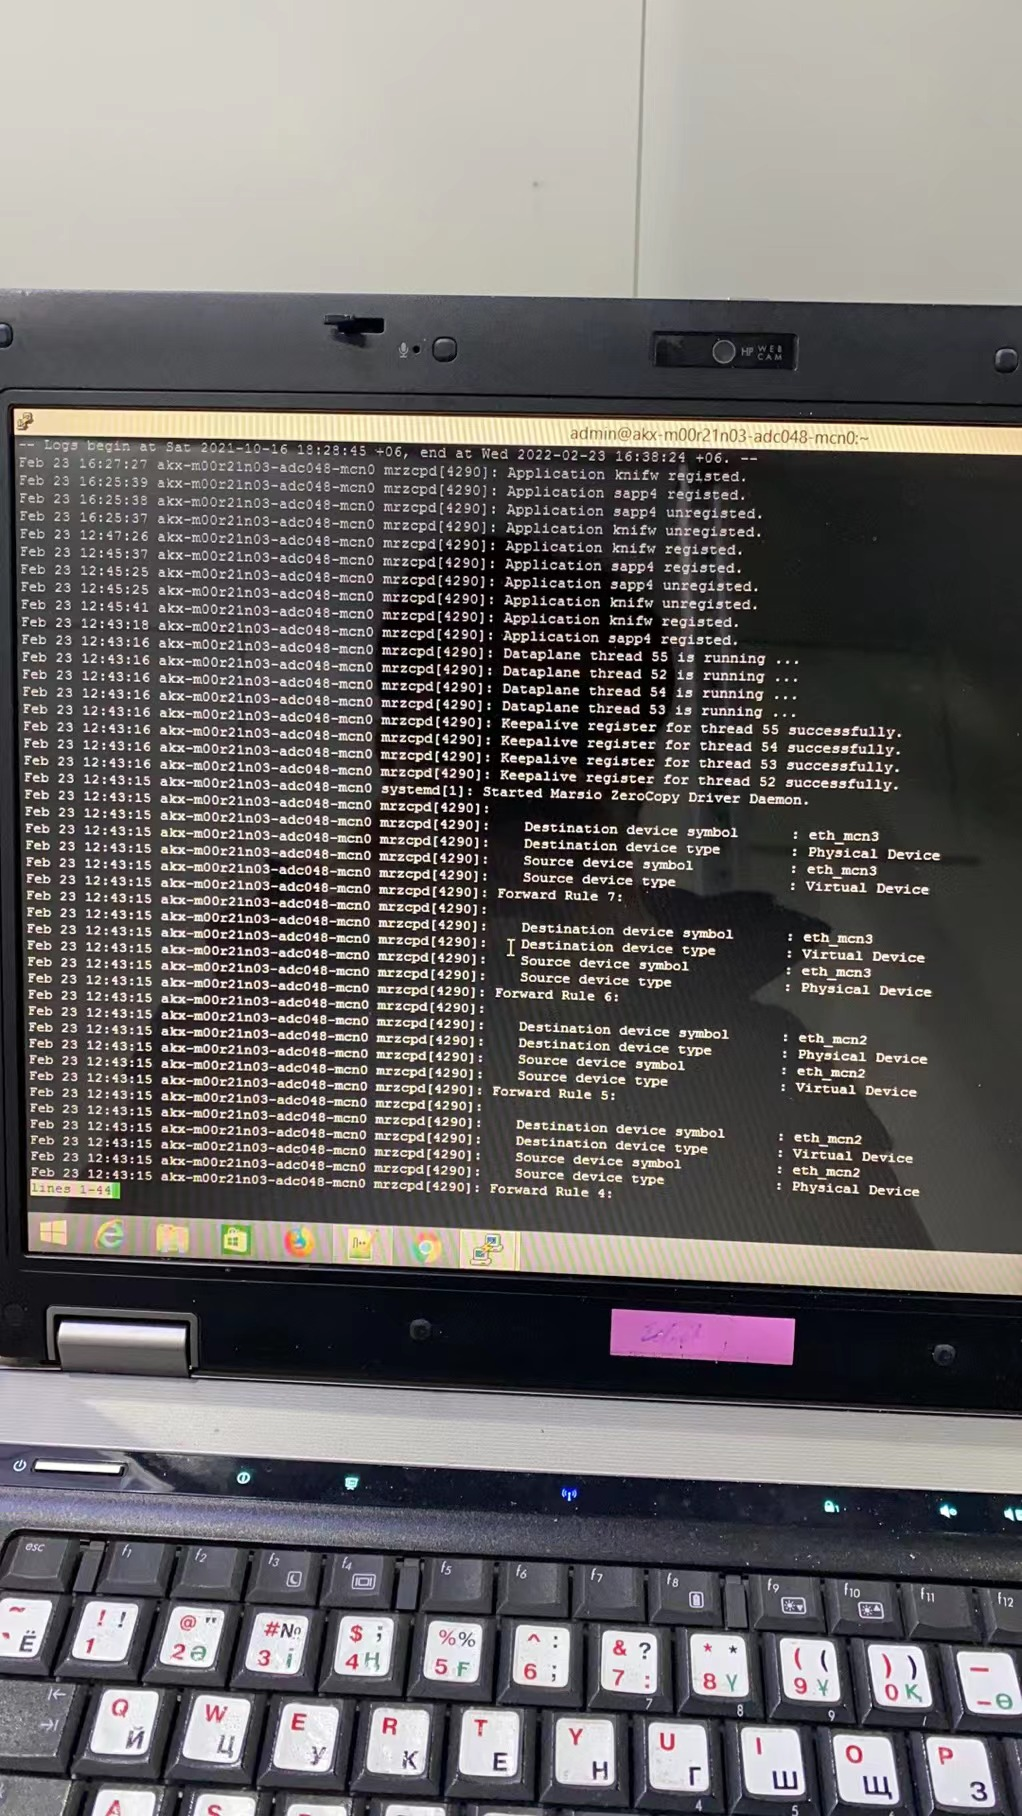 HP WEB CAM
admin@akx-m00r21n03-adc048-mcn0:~
-- Logs begin at Sat 2021-10-16 18:28:45 +06, end at Wed 2022-02-23 16:38:24 +06. --
Feb 23 16:27:27 akx-m00r21n03-adc048-mcn0 mrzcpd[4290]: Application knifw registed.
Feb 23 16:25:39 akx-m00r21n03-adc048-mcn0 mrzcpd[4290]: Application sapp4 registed.
Feb 23 16:25:38 akx-m00r21n03-adc048-mcn0 mrzcpd[4290]: Application sapp4 unregisted.
Feb 23 16:25:37 akx-m00r21n03-adc048-mcn0 mrzcpd[4290]: Application knifw unregisted.
Feb 23 12:47:26 akx-m00r21n03-adc048-mcn0 mrzcpd[4290]: Application knifw registed.
Feb 23 12:45:37 akx-m00r21n03-adc048-mcn0 mrzcpd[4290]: Application sapp4 registed.
Feb 23 12:45:25 akx-m00r21n03-adc048-mcn0 mrzcpd[4290]: Application sapp4 unregisted.
Feb 23 12:45:25 akx-m00r21n03-adc048-mcn0 mrzcpd[4290]: Application knifw unregisted.
Feb 23 12:45:41 akx-m00r21n03-adc048-mcn0 mrzcpd[4290]: Application knifw registed.
Feb 23 12:43:18 akx-m00r21n03-adc048-mcn0 mrzcpd[4290]: Application sapp4 registed.
Feb 23 12:43:16 akx-m00r21n03-adc048-mcn0 mrzcpd[4290]: Dataplane thread 55 is running ...
Feb 23 12:43:16 akx-m00r21n03-adc048-mcn0 mrzcpd[4290]: Dataplane thread 52 is running ...
Feb 23 12:43:16 akx-m00r21n03-adc048-mcn0 mrzcpd[4290]: Dataplane thread 54 is running ...
Feb 23 12:43:16 akx-m00r21n03-adc048-mcn0 mrzcpd[4290]: Dataplane thread 53 is running ...
Feb 23 12:43:16 akx-m00r21n03-adc048-mcn0 mrzcpd[4290]: Keepalive register for thread 55 successfully.
Feb 23 12:43:16 akx-m00r21n03-adc048-mcn0 mrzcpd[4290]: Keepalive register for thread 54 successfully.
Feb 23 12:43:16 akx-m00r21n03-adc048-mcn0 mrzcpd[4290]: Keepalive register for thread 53 successfully.
Feb 23 12:43:16 akx-m00r21n03-adc048-mcn0 mrzcpd[4290]: Keepalive register for thread 52 successfully.
Feb 23 12:43:15 akx-m00r21n03-adc048-mcn0 systemd[1]: Started Marsio ZeroCopy Driver Daemon.
Feb 23 12:43:15 akx-m00r21n03-adc048-mcn0 mrzcpd[4290]:
Feb 23 12:43:15 akx-m00r21n03-adc048-mcn0 mrzcpd[4290]: Destination device symbol : eth_mcn3
Feb 23 12:43:15 akx-m00r21n03-adc048-mcn0 mrzcpd[4290]: Destination device type : Physical Device
Feb 23 12:43:15 akx-m00r21n03-adc048-mcn0 mrzcpd[4290]: Source device symbol : eth_mcn3
Feb 23 12:43:15 akx-m00r21n03-adc048-mcn0 mrzcpd[4290]: Source device type : Virtual Device
Feb 23 12:43:15 akx-m00r21n03-adc048-mcn0 mrzcpd[4290]: Forward Rule 7:
Feb 23 12:43:15 akx-m00r21n03-adc048-mcn0 mrzcpd[4290]:
Feb 23 12:43:15 akx-m00r21n03-adc048-mcn0 mrzcpd[4290]: Destination device symbol : eth_mcn3
Feb 23 12:43:15 akx-m00r21n03-adc048-mcn0 mrzcpd[4290]: Destination device type : Virtual Device
Feb 23 12:43:15 akx-m00r21n03-adc048-mcn0 mrzcpd[4290]: Source device symbol : eth_mcn3
Feb 23 12:43:15 akx-m00r21n03-adc048-mcn0 mrzcpd[4290]: Source device type : Physical Device
Feb 23 12:43:15 akx-m00r21n03-adc048-mcn0 mrzcpd[4290]: Forward Rule 6:
Feb 23 12:43:15 akx-m00r21n03-adc048-mcn0 mrzcpd[4290]:
Feb 23 12:43:15 akx-m00r21n03-adc048-mcn0 mrzcpd[4290]: Destination device symbol : eth_mcn2
Feb 23 12:43:15 akx-m00r21n03-adc048-mcn0 mrzcpd[4290]: Destination device type : Physical Device
Feb 23 12:43:15 akx-m00r21n03-adc048-mcn0 mrzcpd[4290]: Source device symbol : eth_mcn2
Feb 23 12:43:15 akx-m00r21n03-adc048-mcn0 mrzcpd[4290]: Source device type : Virtual Device
Feb 23 12:43:15 akx-m00r21n03-adc048-mcn0 mrzcpd[4290]: Forward Rule 5:
Feb 23 12:43:15 akx-m00r21n03-adc048-mcn0 mrzcpd[4290]:
Feb 23 12:43:15 akx-m00r21n03-adc048-mcn0 mrzcpd[4290]: Destination device symbol : eth_mcn2
Feb 23 12:43:15 akx-m00r21n03-adc048-mcn0 mrzcpd[4290]: Destination device type : Virtual Device
Feb 23 12:43:15 akx-m00r21n03-adc048-mcn0 mrzcpd[4290]: Source device symbol : eth_mcn2
Feb 23 12:43:15 akx-m00r21n03-adc048-mcn0 mrzcpd[4290]: Source device type : Physical Device
Feb 23 12:43:15 akx-m00r21n03-adc048-mcn0 mrzcpd[4290]: Forward Rule 4:
lines 1-44
esc f1 f2 f3 f4 f5 f6 f7 f8 f9 f10 f11 f12
~ ! ! @ " # № $ ; % % ^ : & ? * * ( ( ) ) _
Ё 1 2 Ә 3 І 4 Ң 5 Ғ 6 ; 7 : 8 Ү 9 Ұ 0 Қ - Ө
7 8 9
Q W E R T Y U I O P
Й Ц У К Е Н Г Ш Щ З
4 5 6
A S